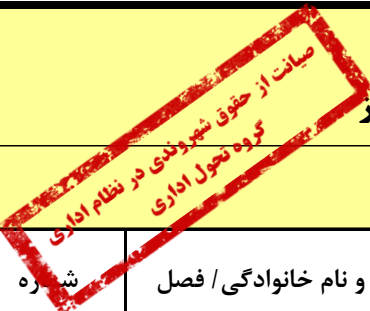 صیانت از حقوق شهروندی در نظام اداری
گروه تحول اداری
و نام خانوادگی/ فصل
شماره